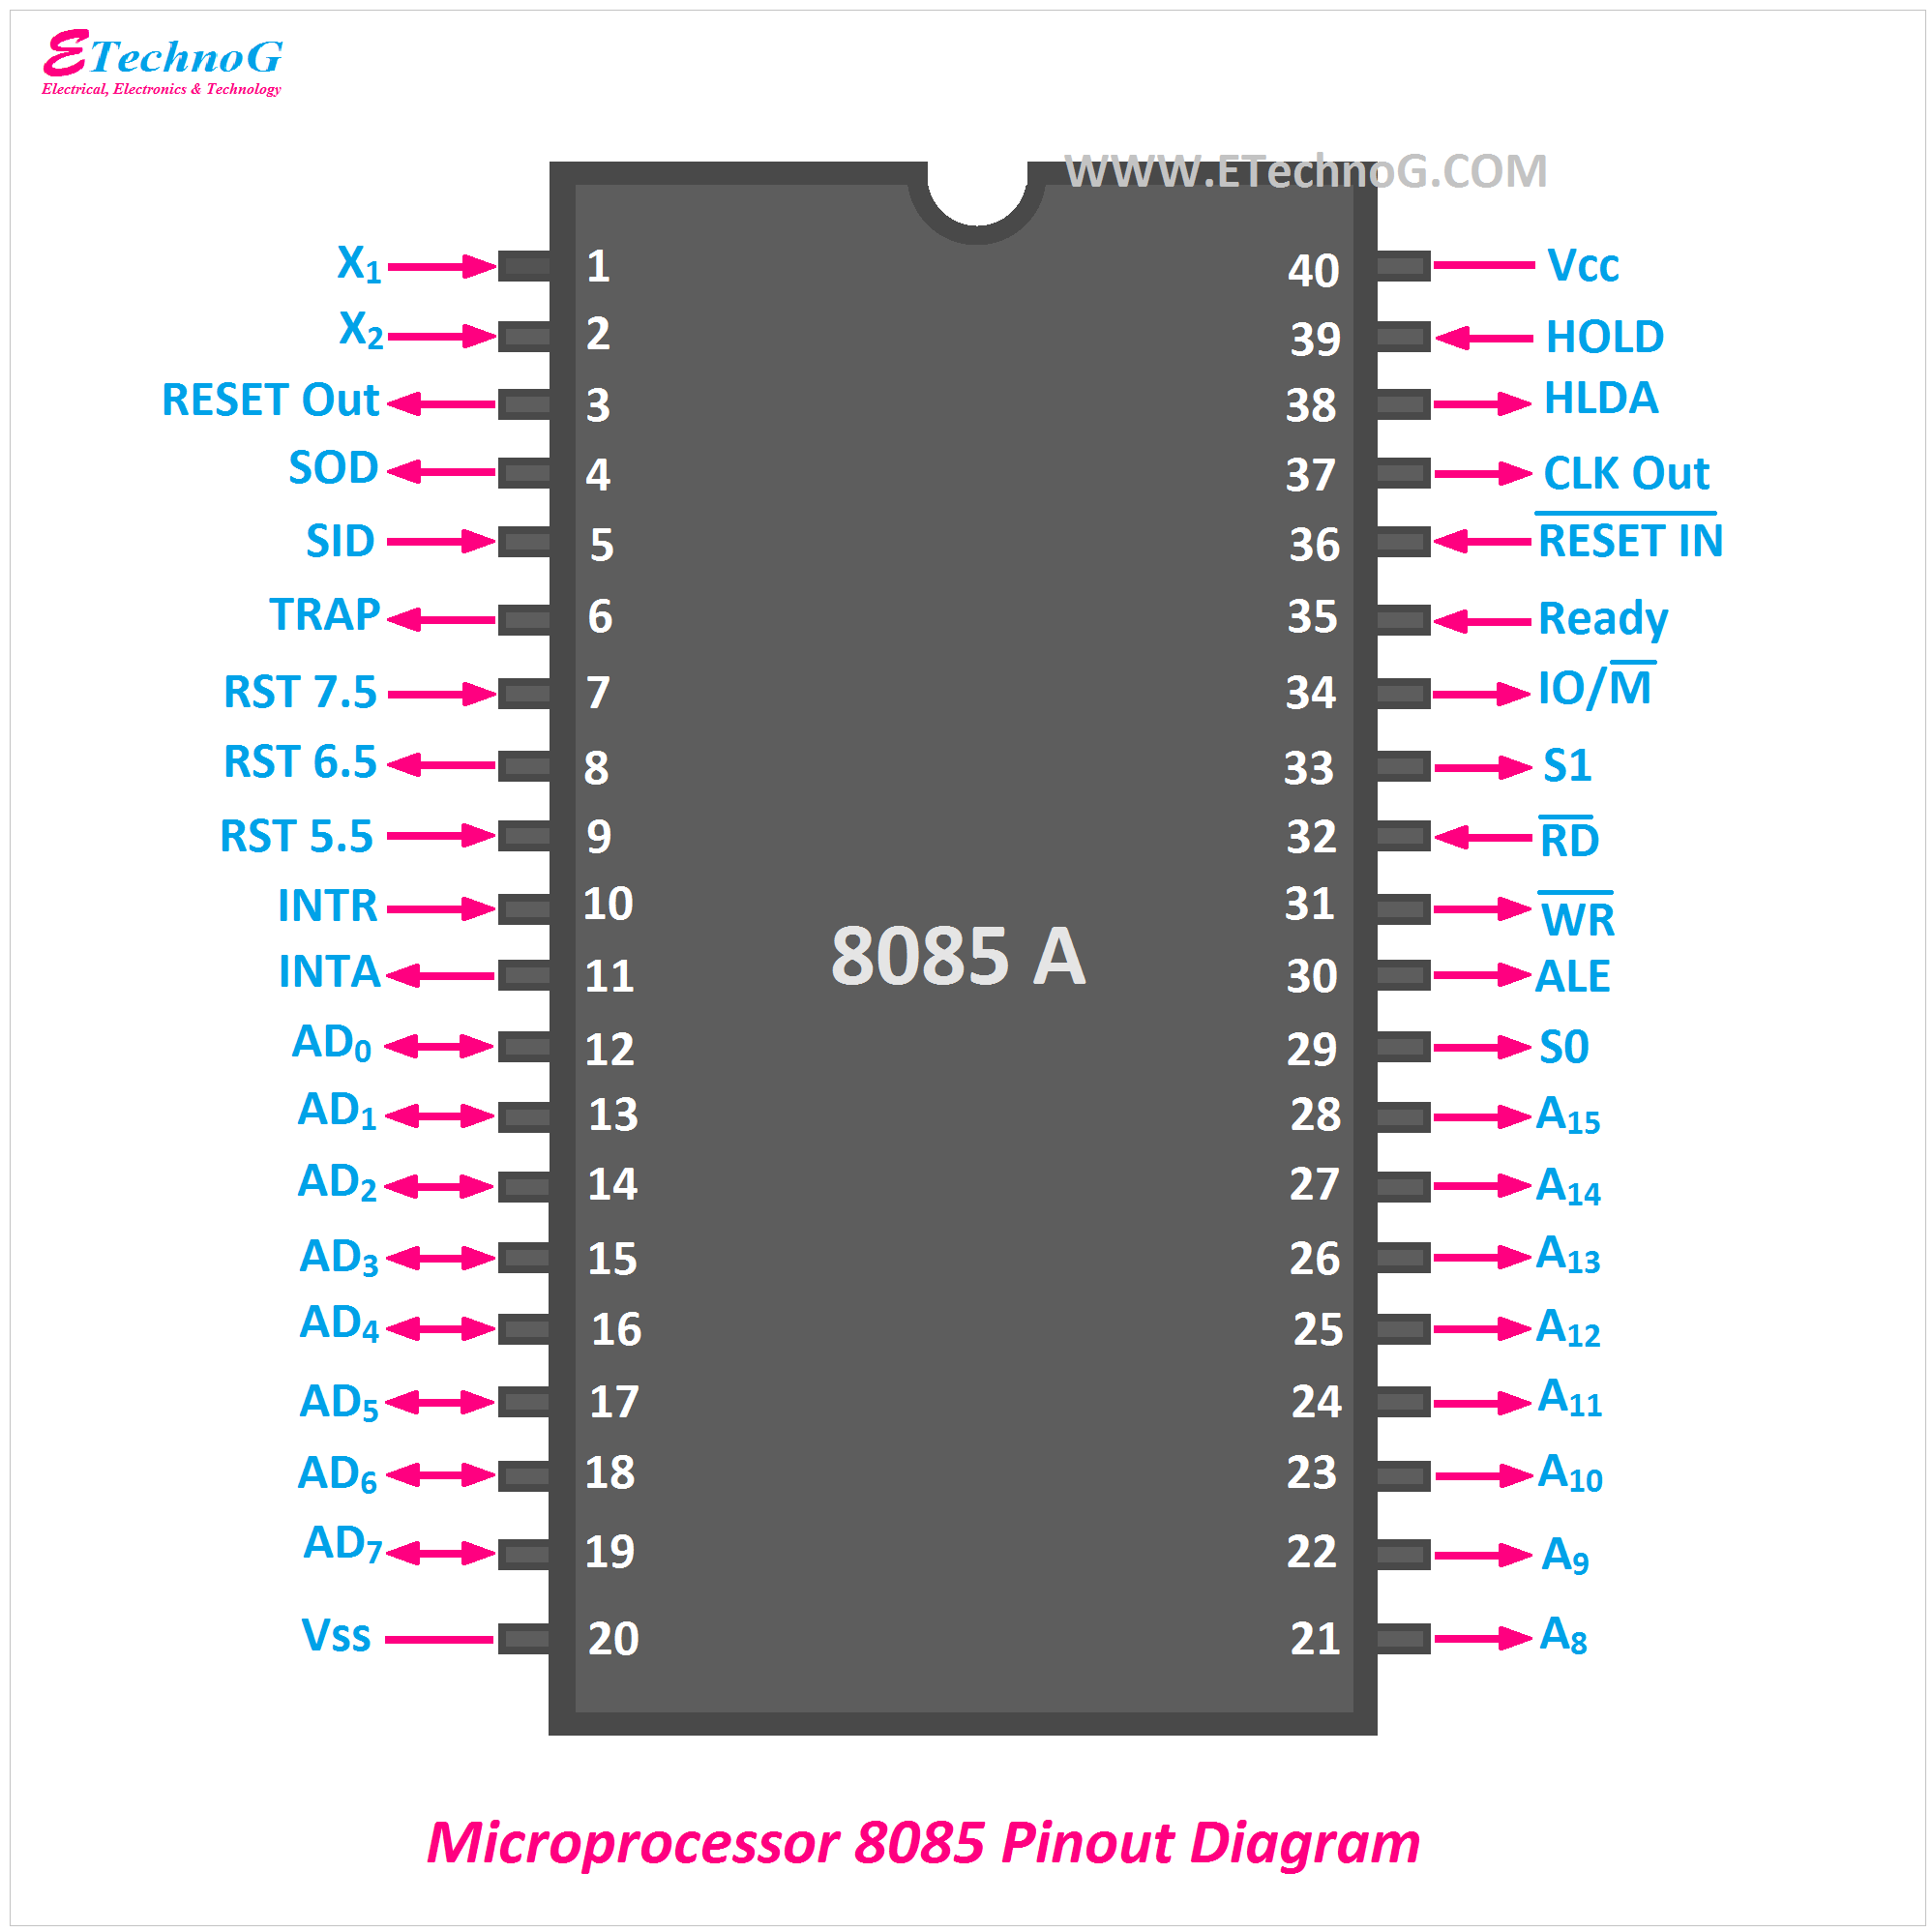 ETechnoG
Electrical, Electronics & Technology
WWW.ETechnoG.COM
X₁ 1 40 Vcc
X₂ 2 39 HOLD
RESET Out 3 38 HLDA
SOD 4 37 CLK Out
SID 5 36 R̅E̅S̅E̅T̅ ̅I̅N̅
TRAP 6 35 Ready
RST 7.5 7 34 IO/M̅
RST 6.5 8 33 S1
RST 5.5 9 32 R̅D̅
INTR 10 31 W̅R̅
INTA 11 30 ALE
8085 A
AD₀ 12 29 S0
AD₁ 13 28 A₁₅
AD₂ 14 27 A₁₄
AD₃ 15 26 A₁₃
AD₄ 16 25 A₁₂
AD₅ 17 24 A₁₁
AD₆ 18 23 A₁₀
AD₇ 19 22 A₉
Vss 20 21 A₈
Microprocessor 8085 Pinout Diagram